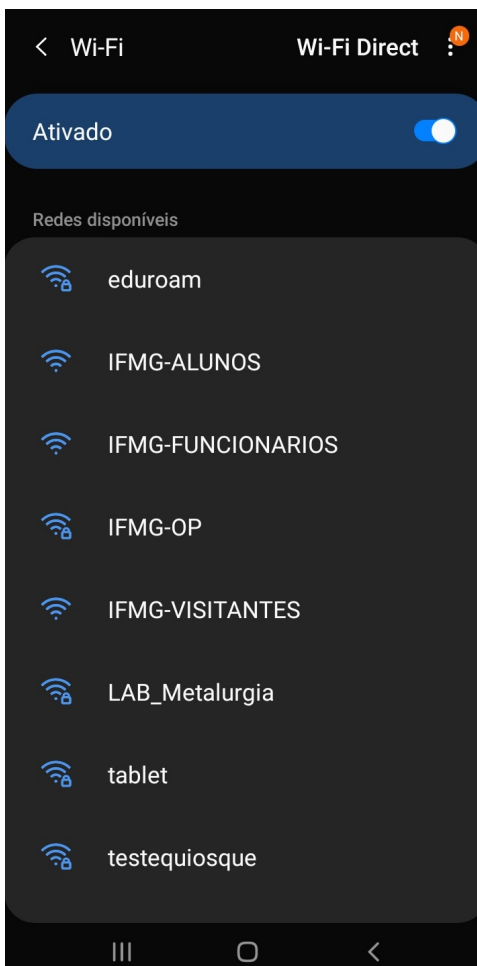 Wi-Fi Wi-Fi Direct N
Ativado
Redes disponíveis
eduroam
IFMG-ALUNOS
IFMG-FUNCIONARIOS
IFMG-OP
IFMG-VISITANTES
LAB_Metalurgia
tablet
testequiosque